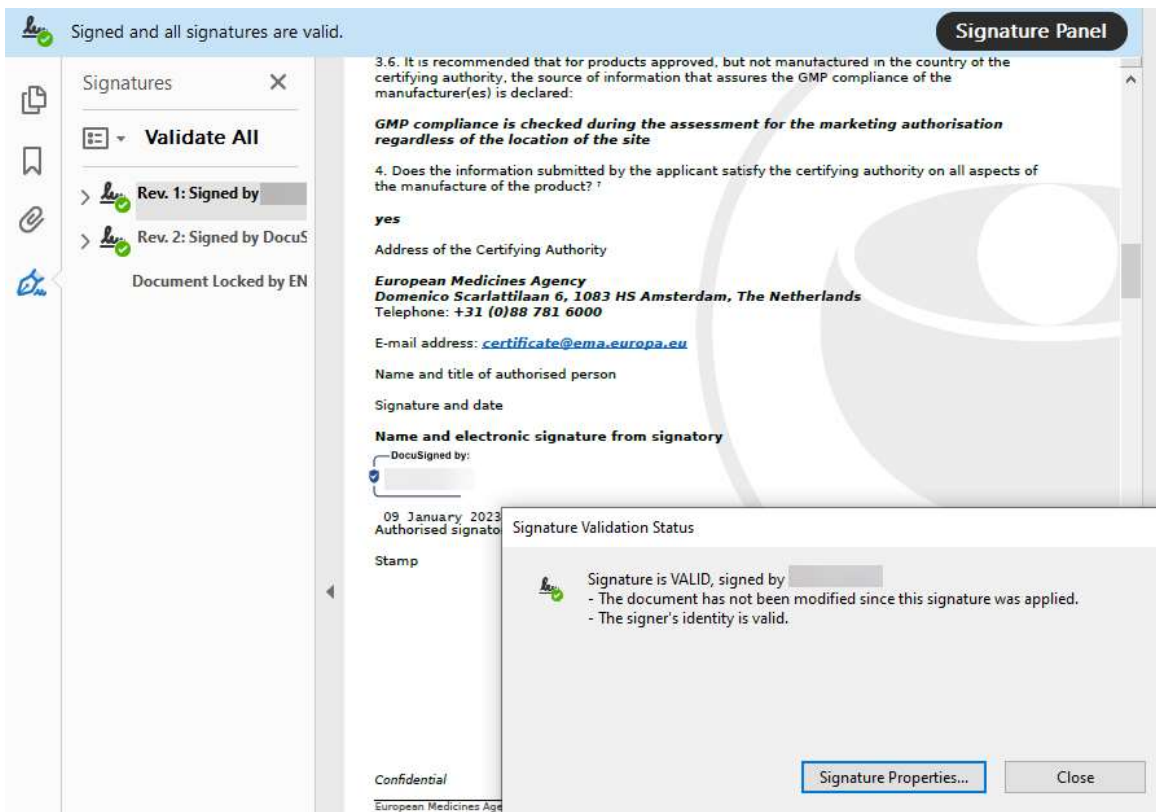 Signed and all signatures are valid.
Signature Panel
Signatures
Validate All
Rev. 1: Signed by
Rev. 2: Signed by DocuS
Document Locked by EN
3.6. It is recommended that for products approved, but not manufactured in the country of the
certifying authority, the source of information that assures the GMP compliance of the
manufacturer(es) is declared:
GMP compliance is checked during the assessment for the marketing authorisation
regardless of the location of the site
4. Does the information submitted by the applicant satisfy the certifying authority on all aspects of
the manufacture of the product? ⁷
yes
Address of the Certifying Authority
European Medicines Agency
Domenico Scarlattilaan 6, 1083 HS Amsterdam, The Netherlands
Telephone: +31 (0)88 781 6000
E-mail address: certificate@ema.europa.eu
Name and title of authorised person
Signature and date
Name and electronic signature from signatory
DocuSigned by:
09 January 2023
Authorised signato
Stamp
Confidential
European Medicines Age
Signature Validation Status
Signature is VALID, signed by
- The document has not been modified since this signature was applied.
- The signer's identity is valid.
Signature Properties...
Close